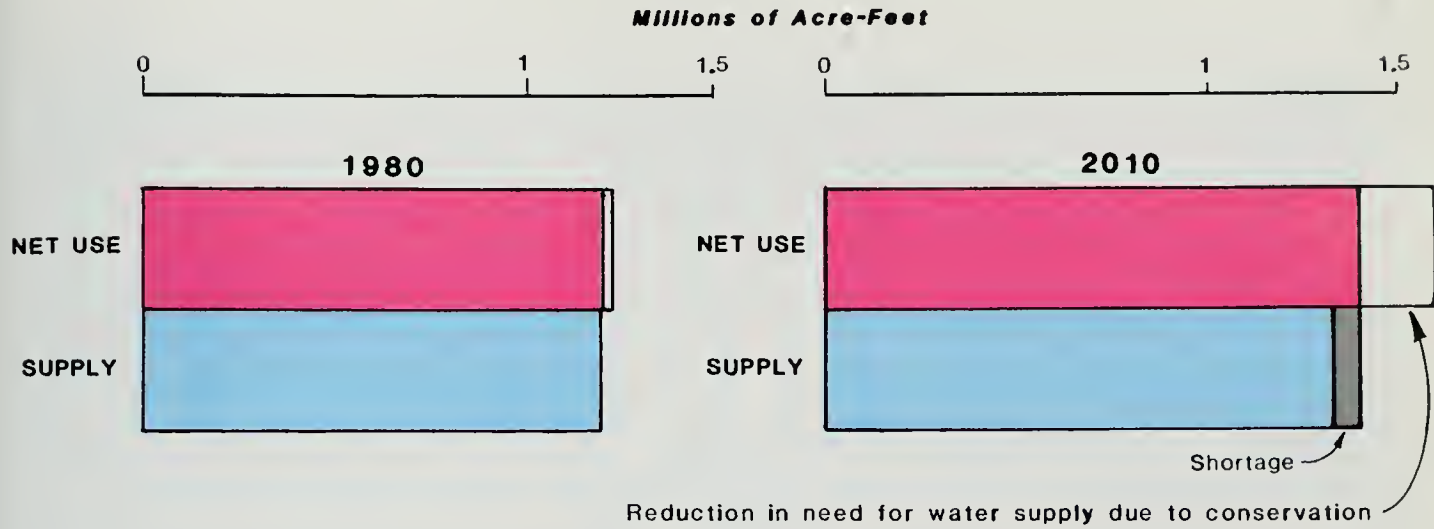 Millions of Acre-Feet
0 1 1.5 0 1 1.5
1980 2010
NET USE NET USE
SUPPLY SUPPLY
Shortage
Reduction in need for water supply due to conservation